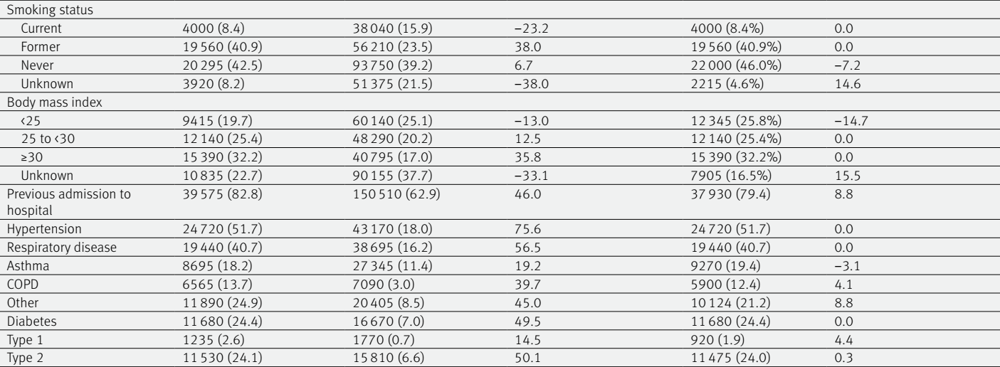 Smoking status
Current 4000 (8.4) 38 040 (15.9) −23.2 4000 (8.4%) 0.0
Former 19 560 (40.9) 56 210 (23.5) 38.0 19 560 (40.9%) 0.0
Never 20 295 (42.5) 93 750 (39.2) 6.7 22 000 (46.0%) −7.2
Unknown 3920 (8.2) 51 375 (21.5) −38.0 2215 (4.6%) 14.6
Body mass index
<25 9415 (19.7) 60 140 (25.1) −13.0 12 345 (25.8%) −14.7
25 to <30 12 140 (25.4) 48 290 (20.2) 12.5 12 140 (25.4%) 0.0
≥30 15 390 (32.2) 40 795 (17.0) 35.8 15 390 (32.2%) 0.0
Unknown 10 835 (22.7) 90 155 (37.7) −33.1 7905 (16.5%) 15.5
Previous admission to 39 575 (82.8) 150 510 (62.9) 46.0 37 930 (79.4) 8.8
hospital
Hypertension 24 720 (51.7) 43 170 (18.0) 75.6 24 720 (51.7) 0.0
Respiratory disease 19 440 (40.7) 38 695 (16.2) 56.5 19 440 (40.7) 0.0
Asthma 8695 (18.2) 27 345 (11.4) 19.2 9270 (19.4) −3.1
COPD 6565 (13.7) 7090 (3.0) 39.7 5900 (12.4) 4.1
Other 11 890 (24.9) 20 405 (8.5) 45.0 10 124 (21.2) 8.8
Diabetes 11 680 (24.4) 16 670 (7.0) 49.5 11 680 (24.4) 0.0
Type 1 1235 (2.6) 1770 (0.7) 14.5 920 (1.9) 4.4
Type 2 11 530 (24.1) 15 810 (6.6) 50.1 11 475 (24.0) 0.3